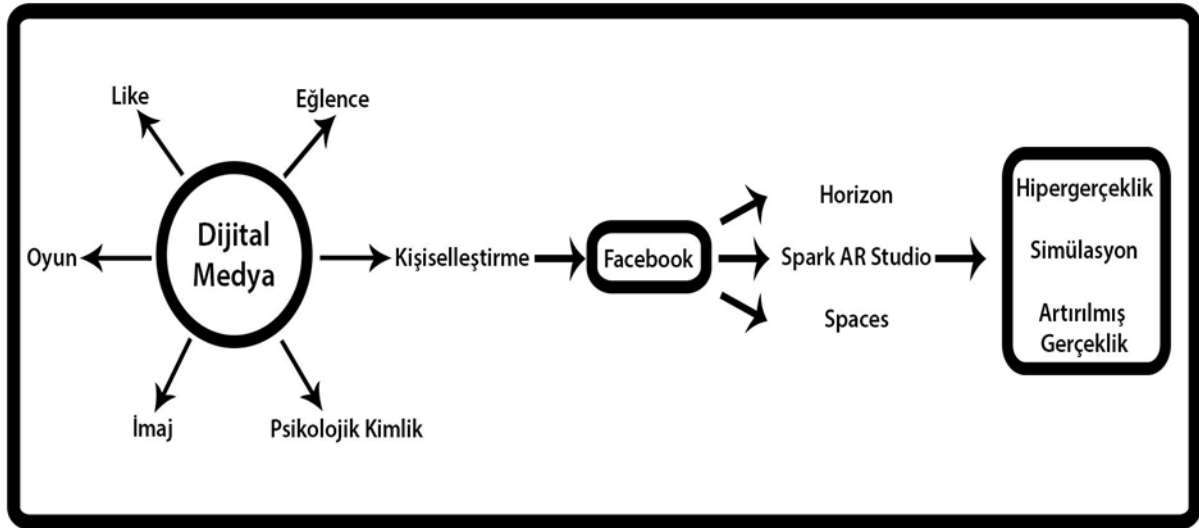 Like
Eğlence
Oyun
Dijital
Medya
Kişiselleştirme
İmaj
Psikolojik Kimlik
Facebook
Horizon
Spark AR Studio
Spaces
Hipergerçeklik
Simülasyon
Artırılmış
Gerçeklik